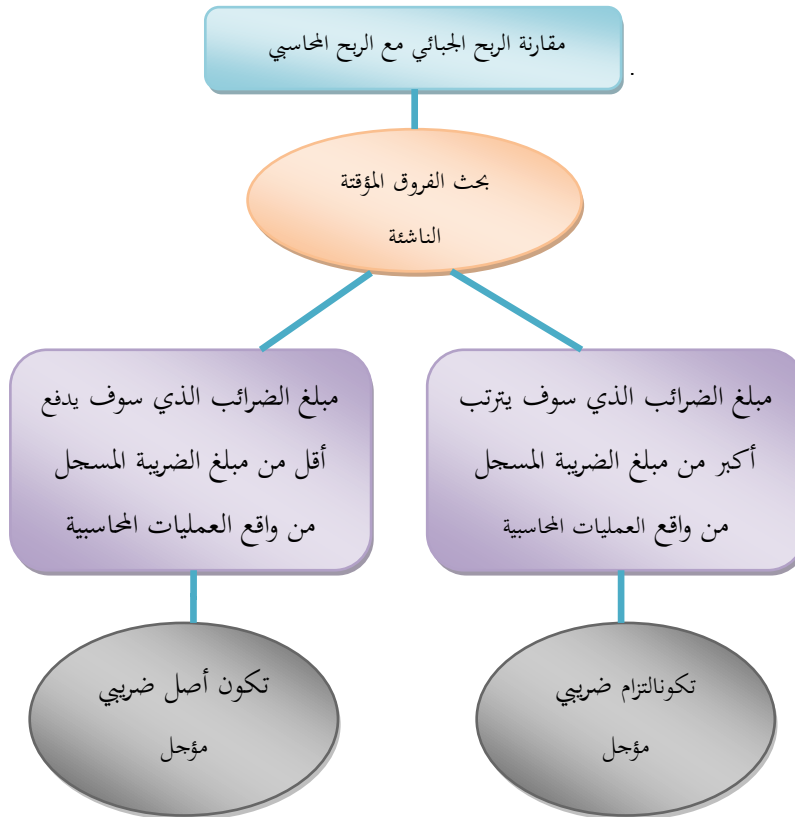 مقارنة الربح الجبائي مع الربح المحاسبي
.
بحث الفروق المؤقتة
الناشئة
مبلغ الضرائب الذي سوف يترتب
أكبر من مبلغ الضريبة المسجل
من واقع العمليات المحاسبية
مبلغ الضرائب الذي سوف يدفع
أقل من مبلغ الضريبة المسجل
من واقع العمليات المحاسبية
تكونالتزام ضريبي
مؤجل
تكون أصل ضريبي
مؤجل